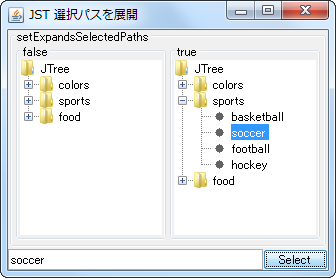 JST 選択パスを展開
setExpandsSelectedPaths
false
JTree
colors
sports
food
true
JTree
colors
sports
basketball
soccer
football
hockey
food
soccer
Select